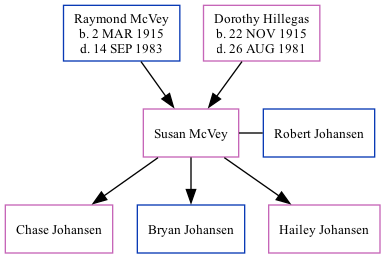 Raymond McVey
b. 2 MAR 1915
d. 14 SEP 1983
Dorothy Hillegas
b. 22 NOV 1915
d. 26 AUG 1981
Susan McVey
Robert Johansen
Chase Johansen
Bryan Johansen
Hailey Johansen